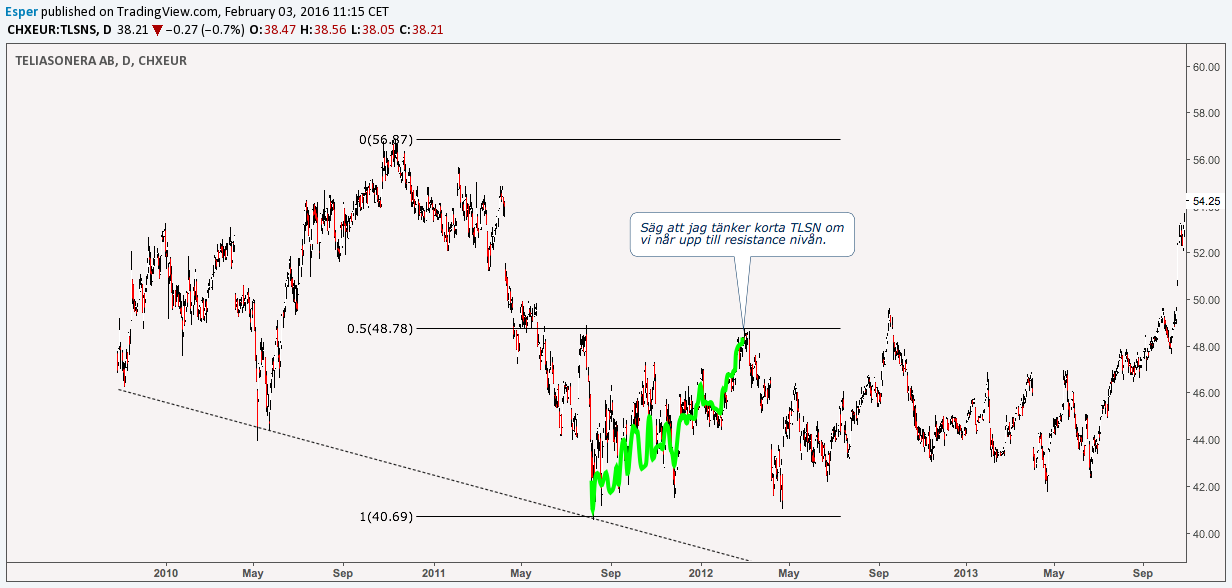 Esper published on TradingView.com, February 03, 2016 11:15 CET
CHXEUR:TLSNS, D 38.21 ▼ −0.27 (−0.7%) O:38.47 H:38.56 L:38.05 C:38.21
TELIASONERA AB, D, CHXEUR
60.00
58.00
0(56.87)
56.00
54.25
Säg att jag tänker korta TLSN om
vi når upp till resistance nivån.
52.00
50.00
0.5(48.78)
48.00
46.00
44.00
42.00
1(40.69)
40.00
2010 May Sep 2011 May Sep 2012 May Sep 2013 May Sep